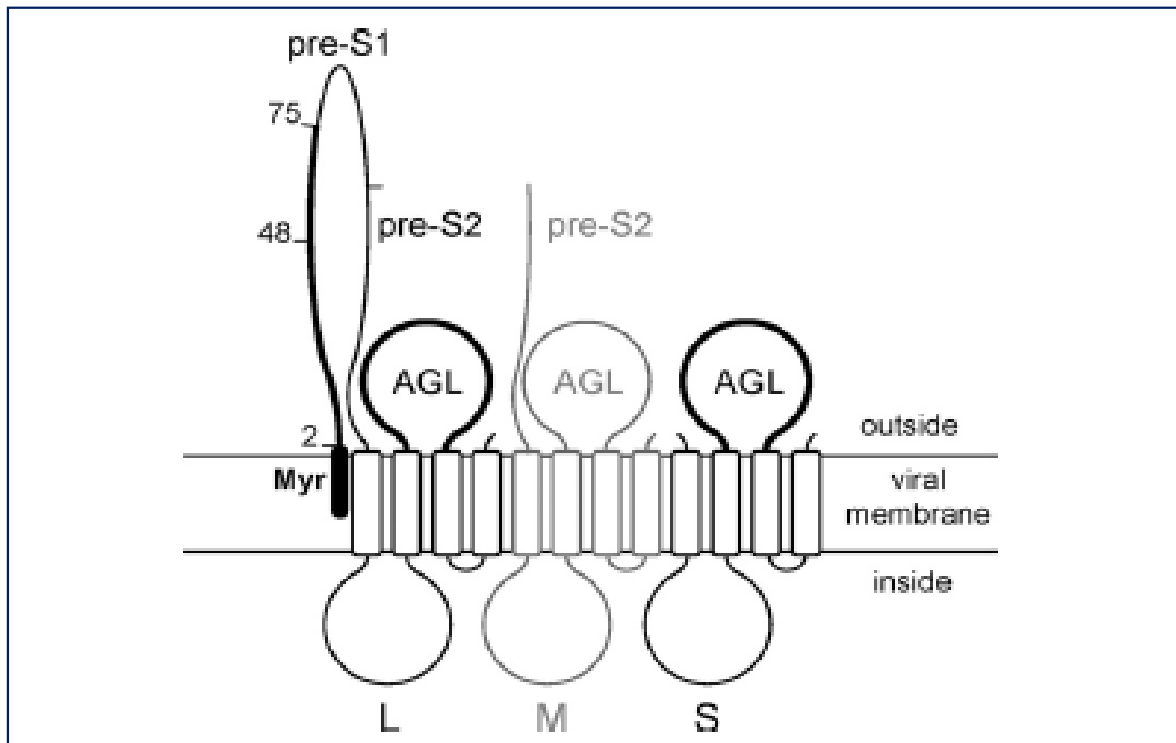 pre-S1
75
pre-S2
pre-S2
48
AGL
AGL
AGL
2
outside
Myr
viral
membrane
inside
L
M
S